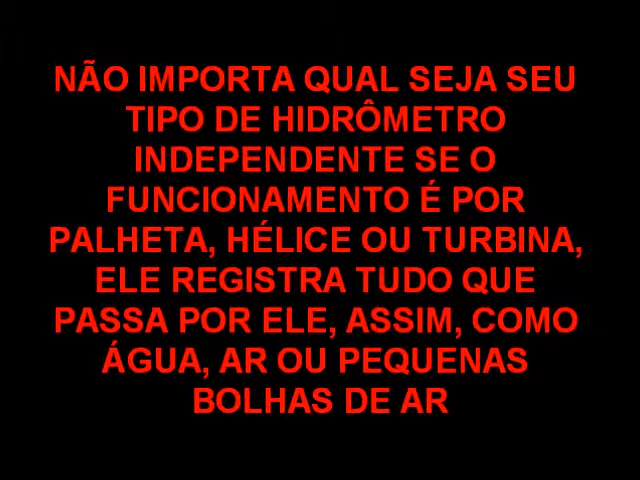 NÃO IMPORTA QUAL SEJA SEU
TIPO DE HIDRÔMETRO
INDEPENDENTE SE O
FUNCIONAMENTO É POR
PALHETA, HÉLICE OU TURBINA,
ELE REGISTRA TUDO QUE
PASSA POR ELE, ASSIM, COMO
ÁGUA, AR OU PEQUENAS
BOLHAS DE AR